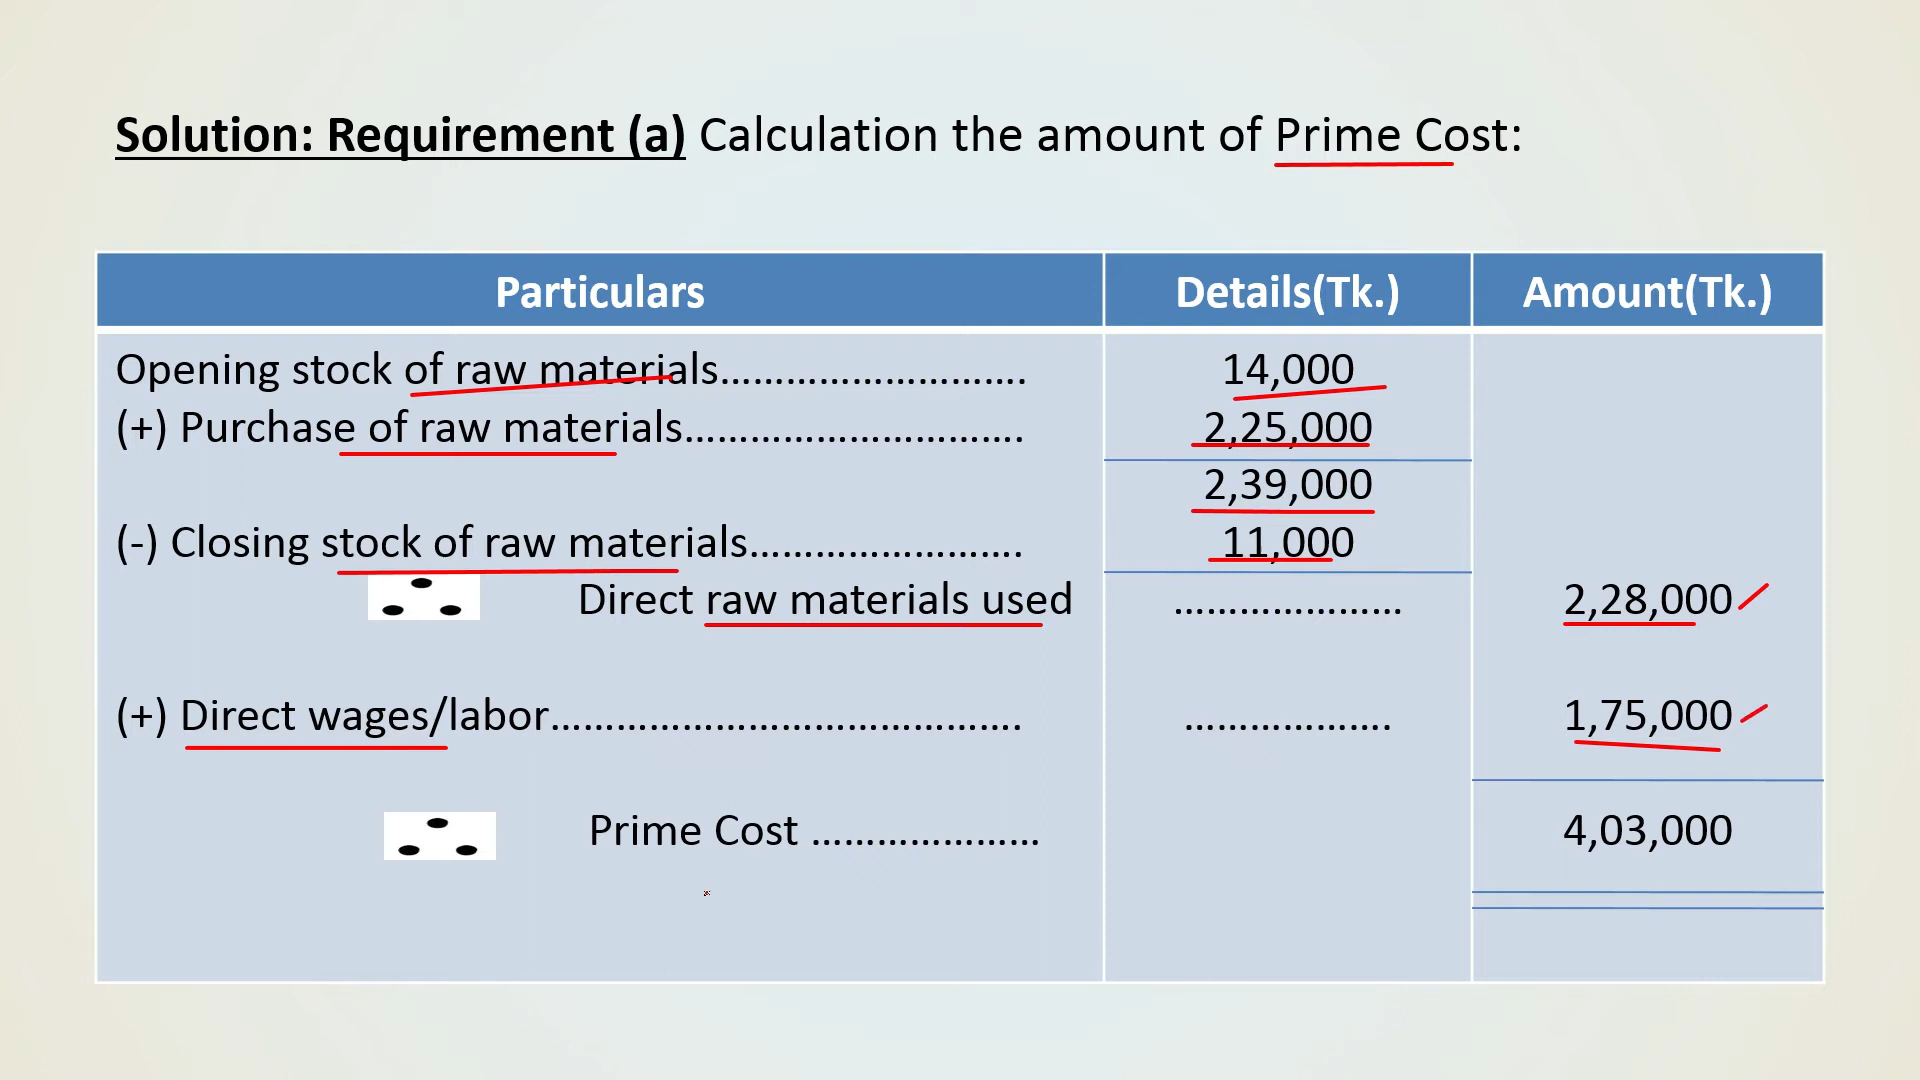 Solution: Requirement (a) Calculation the amount of Prime Cost:
Particulars Details(Tk.) Amount(Tk.)
Opening stock of raw materials............................ 14,000
(+) Purchase of raw materials............................... 2,25,000
2,39,000
(-) Closing stock of raw materials......................... 11,000
Direct raw materials used ..................... 2,28,000
(+) Direct wages/labor........................................... ................... 1,75,000
Prime Cost ..................... 4,03,000